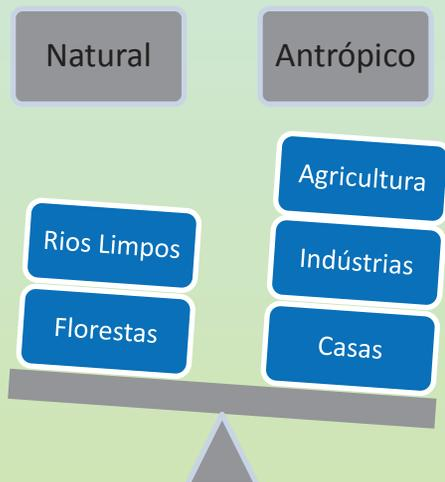 Natural
Antrópico
Agricultura
Rios Limpos
Indústrias
Florestas
Casas